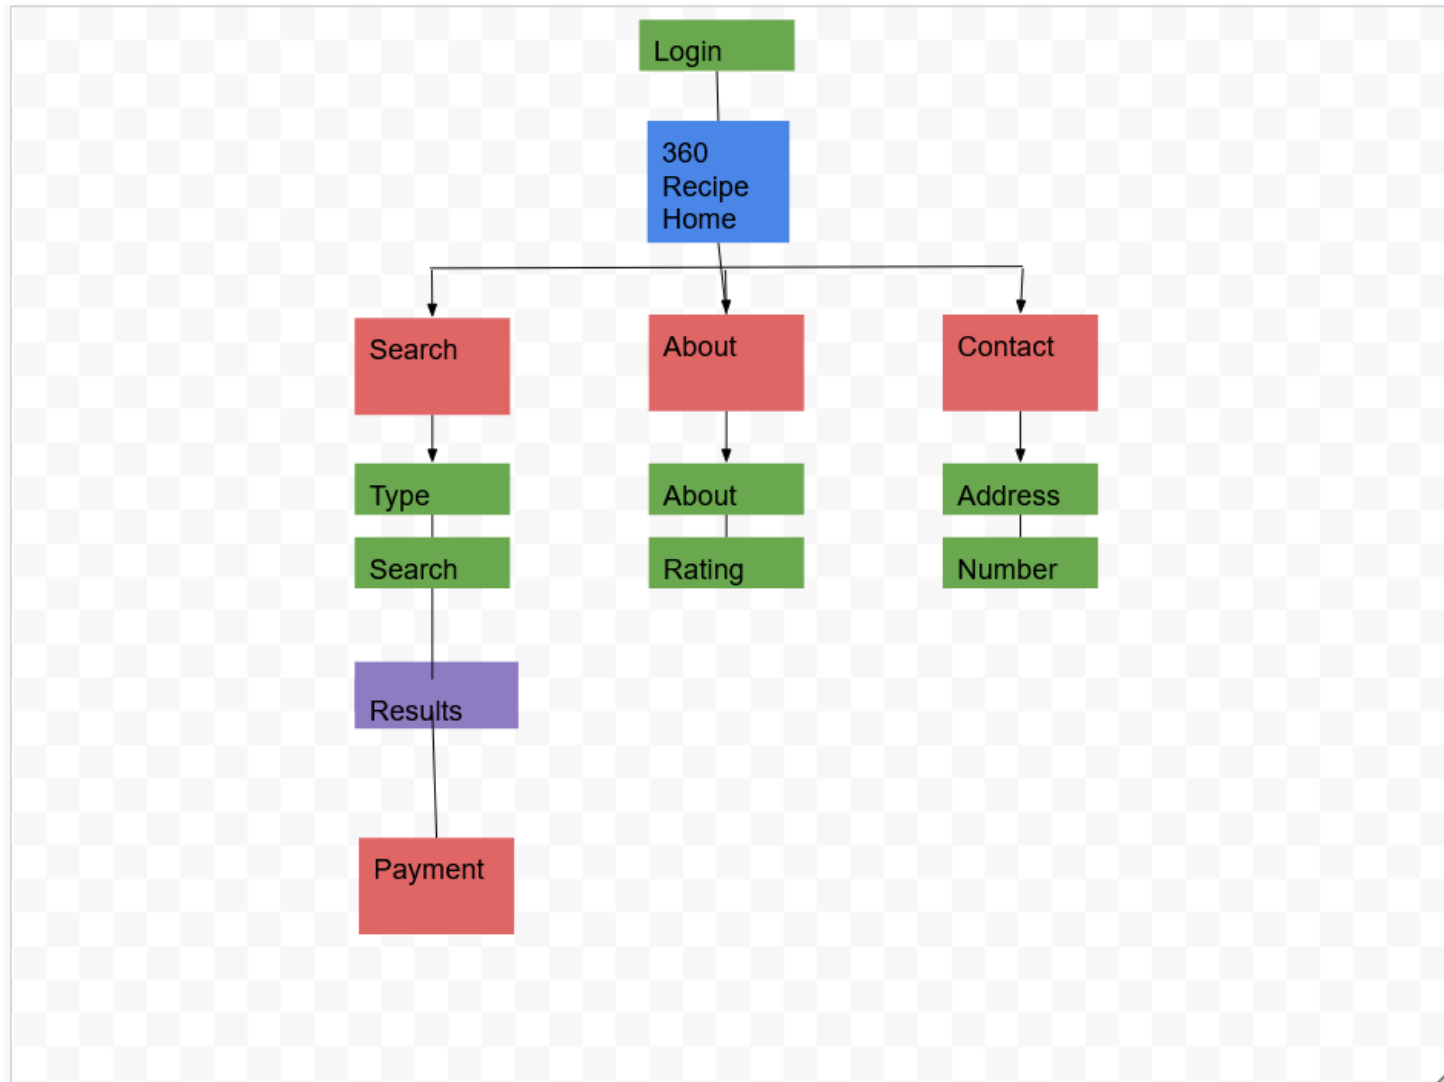 Login
360
Recipe
Home
Search
About
Contact
Type
About
Address
Search
Rating
Number
Results
Payment